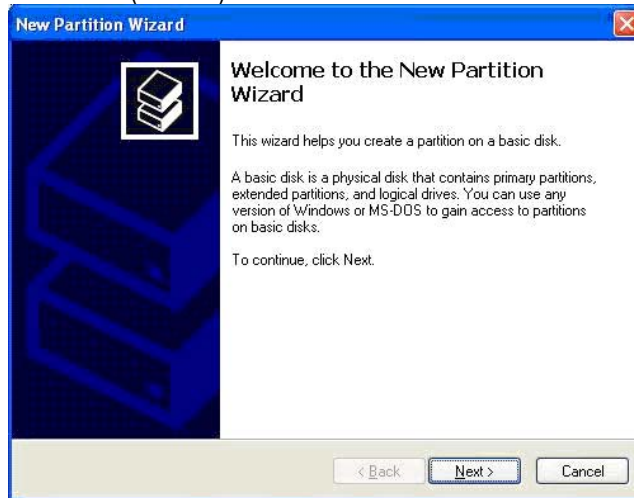 New Partition Wizard
Welcome to the New Partition
Wizard
This wizard helps you create a partition on a basic disk.
A basic disk is a physical disk that contains primary partitions,
extended partitions, and logical drives. You can use any
version of Windows or MS-DOS to gain access to partitions
on basic disks.
To continue, click Next.
< Back   Next >   Cancel